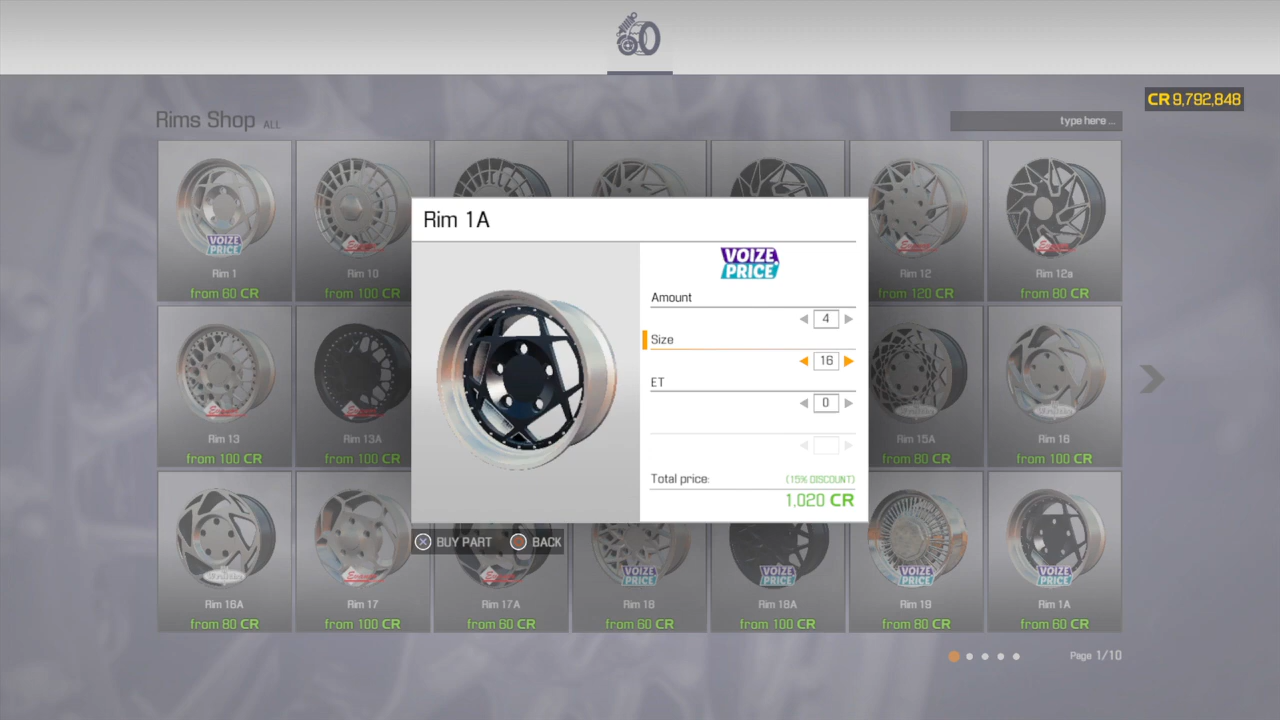 CR 9,792,848
Rims Shop ALL
type here ...
Rim 1A
VOIZE PRICE
Amount
4
Size
16
ET
0
Total price:
(15% DISCOUNT)
1,020 CR
BUY PART
BACK
VOIZE PRICE
Rim 1
from 60 CR
Rim 10
from 100 CR
Rim 12
from 120 CR
Rim 12a
from 80 CR
Rim 13
from 100 CR
Rim 13A
from 100 CR
Rim 15A
from 80 CR
Rim 16
from 100 CR
Rim 16A
from 80 CR
Rim 17
from 100 CR
Rim 17A
from 60 CR
VOIZE PRICE
Rim 18
from 60 CR
VOIZE PRICE
Rim 18A
from 100 CR
VOIZE PRICE
Rim 19
from 80 CR
VOIZE PRICE
Rim 1A
from 60 CR
Page 1/10